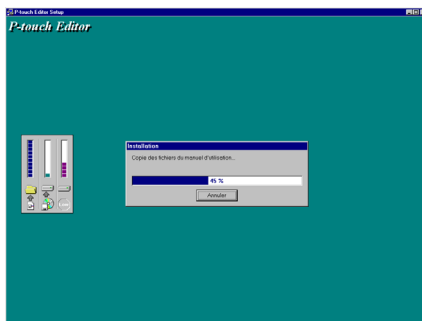 P-touch Editor Setup
P-touch Editor
Installation
Copie des fichiers du manuel d'utilisation...
45 %
Annuler